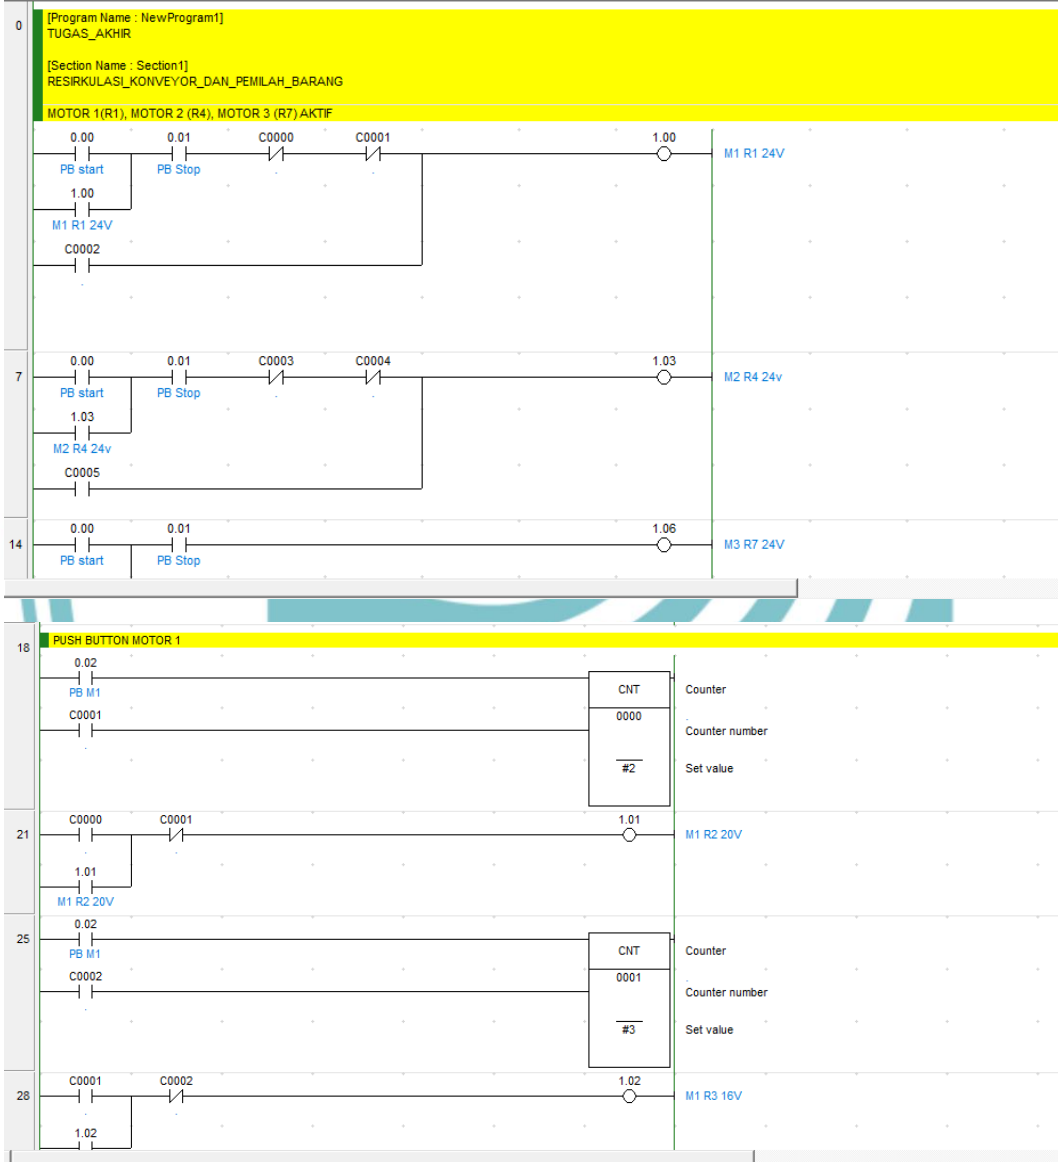 0
[Program Name : NewProgram1]
TUGAS_AKHIR
[Section Name : Section1]
RESIRKULASI_KONVEYOR_DAN_PEMILAH_BARANG
MOTOR 1(R1), MOTOR 2 (R4), MOTOR 3 (R7) AKTIF
0.00 0.01 C0000 C0001 1.00
M1 R1 24V
PB start PB Stop
1.00
M1 R1 24V
C0002
7
0.00 0.01 C0003 C0004 1.03
M2 R4 24v
PB start PB Stop
1.03
M2 R4 24v
C0005
14
0.00 0.01 1.06
M3 R7 24V
PB start PB Stop
18
PUSH BUTTON MOTOR 1
0.02
PB M1
CNT Counter
C0001
0000
Counter number
#2 Set value
21
C0000 C0001 1.01
M1 R2 20V
1.01
M1 R2 20V
25
0.02
PB M1
CNT Counter
C0002
0001
Counter number
#3 Set value
28
C0001 C0002 1.02
M1 R3 16V
1.02